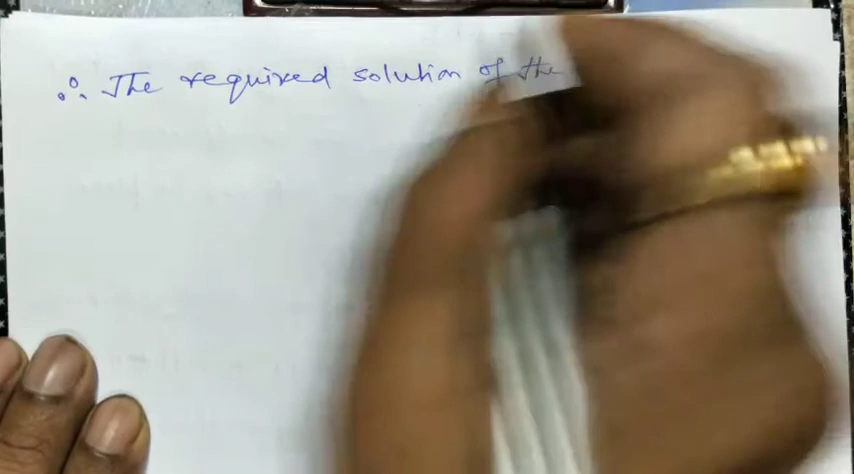 ∴ The required solution of the